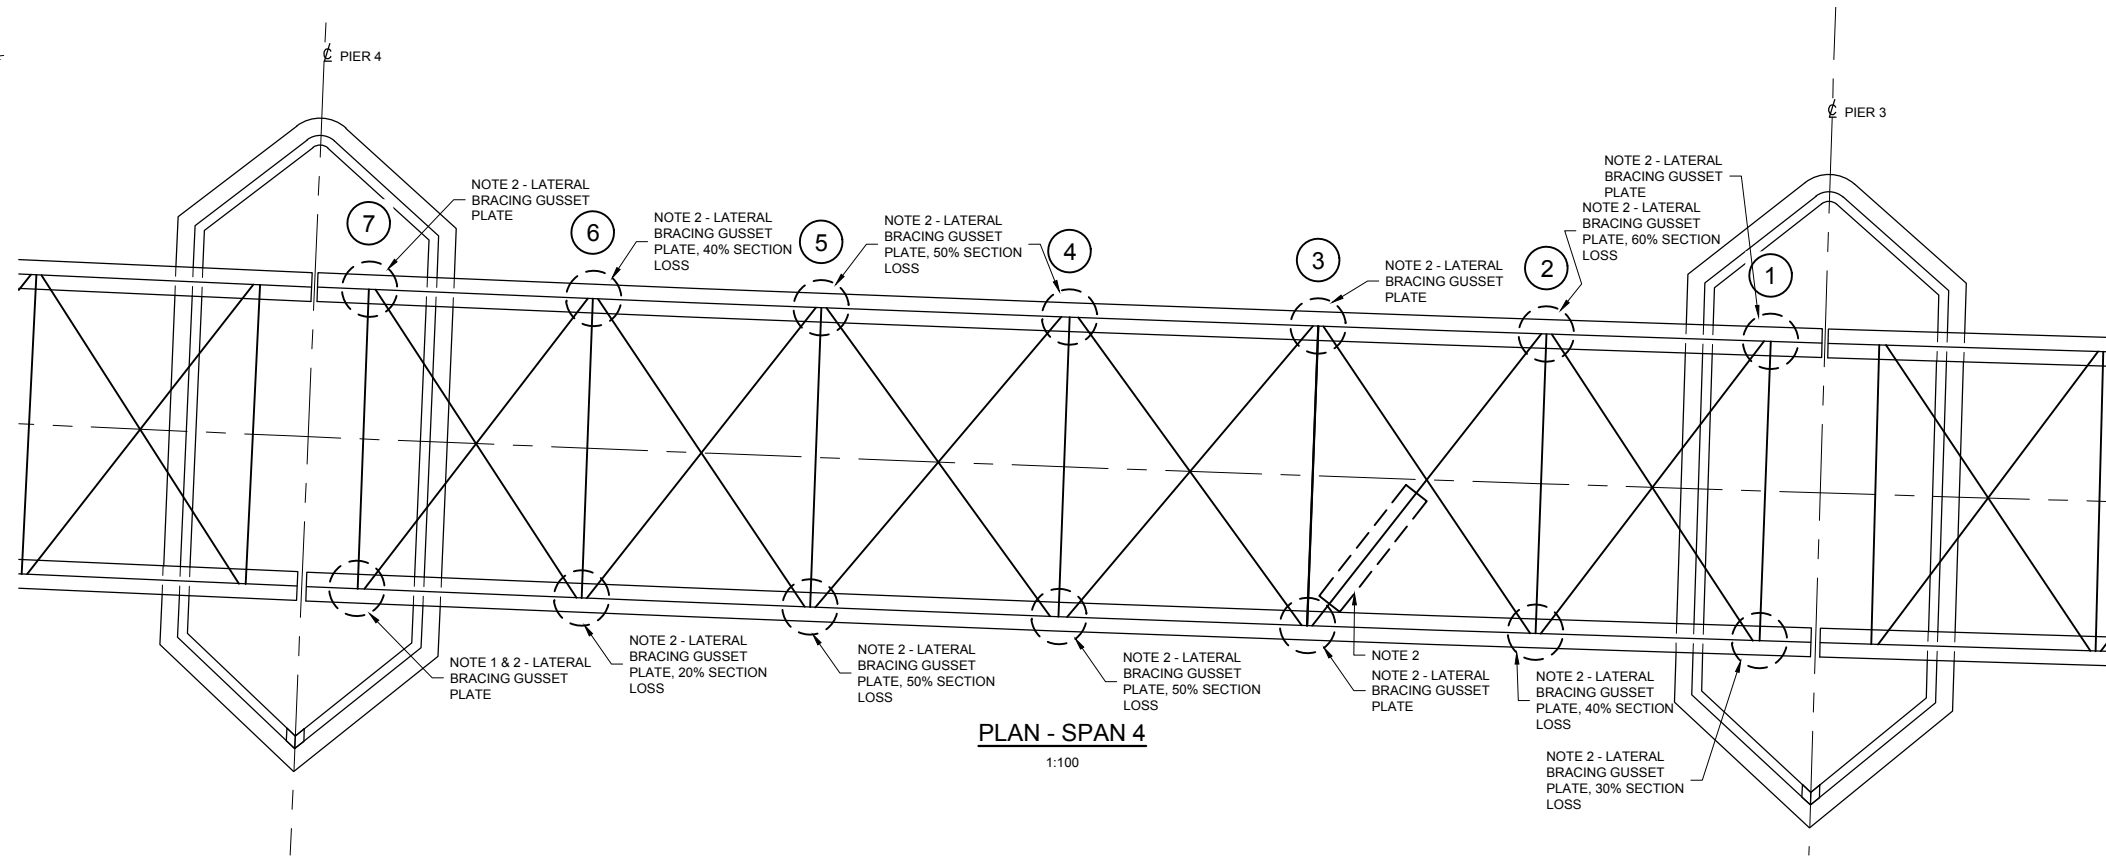 ℄ PIER 4
℄ PIER 3
NOTE 2 - LATERAL
BRACING GUSSET
PLATE
7
6
NOTE 2 - LATERAL
BRACING GUSSET
PLATE, 40% SECTION
LOSS
5
NOTE 2 - LATERAL
BRACING GUSSET
PLATE, 50% SECTION
LOSS
4
3
NOTE 2 - LATERAL
BRACING GUSSET
PLATE
2
NOTE 2 - LATERAL
BRACING GUSSET
PLATE
NOTE 2 - LATERAL
BRACING GUSSET
PLATE, 60% SECTION
LOSS
1
NOTE 1 & 2 - LATERAL
BRACING GUSSET
PLATE
NOTE 2 - LATERAL
BRACING GUSSET
PLATE, 20% SECTION
LOSS
NOTE 2 - LATERAL
BRACING GUSSET
PLATE, 50% SECTION
LOSS
NOTE 2 - LATERAL
BRACING GUSSET
PLATE, 50% SECTION
LOSS
NOTE 2
NOTE 2 - LATERAL
BRACING GUSSET
PLATE
NOTE 2 - LATERAL
BRACING GUSSET
PLATE, 40% SECTION
LOSS
NOTE 2 - LATERAL
BRACING GUSSET
PLATE, 30% SECTION
LOSS
PLAN - SPAN 4
1:100